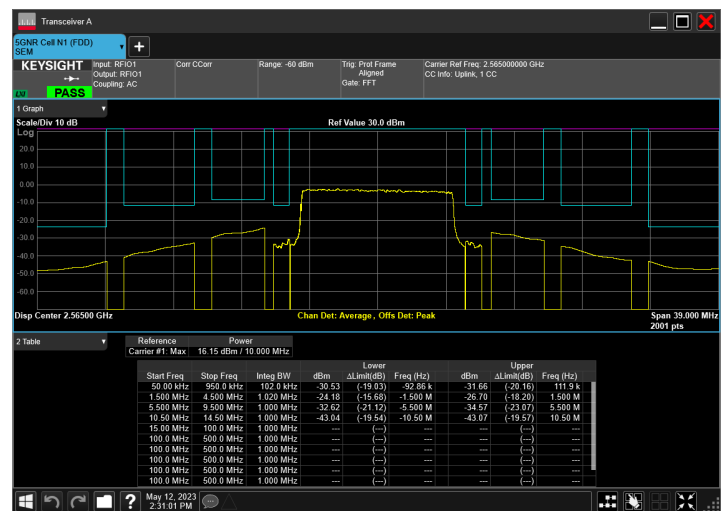 Transceiver A
5GNR Cell N1 (FDD)
SEM
KEYSIGHT
LXI
PASS
Input: RFIO1
Output: RFIO1
Coupling: AC
Corr CCorr
Range: -60 dBm
Trig: Prot Frame
Aligned
Gate: FFT
Carrier Ref Freq: 2.565000000 GHz
CC Info: Uplink, 1 CC
1 Graph
Scale/Div 10 dB
Ref Value 30.0 dBm
Log
20.0
10.0
0.00
-10.0
-20.0
-30.0
-40.0
-50.0
-60.0
Disp Center 2.56500 GHz
Chan Det: Average, Offs Det: Peak
Span 39.000 MHz
2001 pts
2 Table
Reference Power
Carrier #1: Max 16.15 dBm / 10.000 MHz
Lower Upper
Start Freq Stop Freq Integ BW dBm ΔLimit(dB) Freq (Hz) dBm ΔLimit(dB) Freq (Hz)
50.00 kHz 950.0 kHz 102.0 kHz -30.53 (-19.03) -92.86 k -31.66 (-20.16) 111.9 k
1.500 MHz 4.500 MHz 1.020 MHz -24.18 (-15.68) -1.500 M -26.70 (-18.20) 1.500 M
5.500 MHz 9.500 MHz 1.000 MHz -32.62 (-21.12) -5.500 M -34.57 (-23.07) 5.500 M
10.50 MHz 14.50 MHz 1.000 MHz -43.04 (-19.54) -10.50 M -43.07 (-19.57) 10.50 M
15.00 MHz 100.0 MHz 1.000 MHz --- (---) --- --- (---) ---
100.0 MHz 500.0 MHz 1.000 MHz --- (---) --- --- (---) ---
100.0 MHz 500.0 MHz 1.000 MHz --- (---) --- --- (---) ---
100.0 MHz 500.0 MHz 1.000 MHz --- (---) --- --- (---) ---
100.0 MHz 500.0 MHz 1.000 MHz --- (---) --- --- (---) ---
100.0 MHz 500.0 MHz 1.000 MHz --- (---) --- --- (---) ---
May 12, 2023
2:31:01 PM